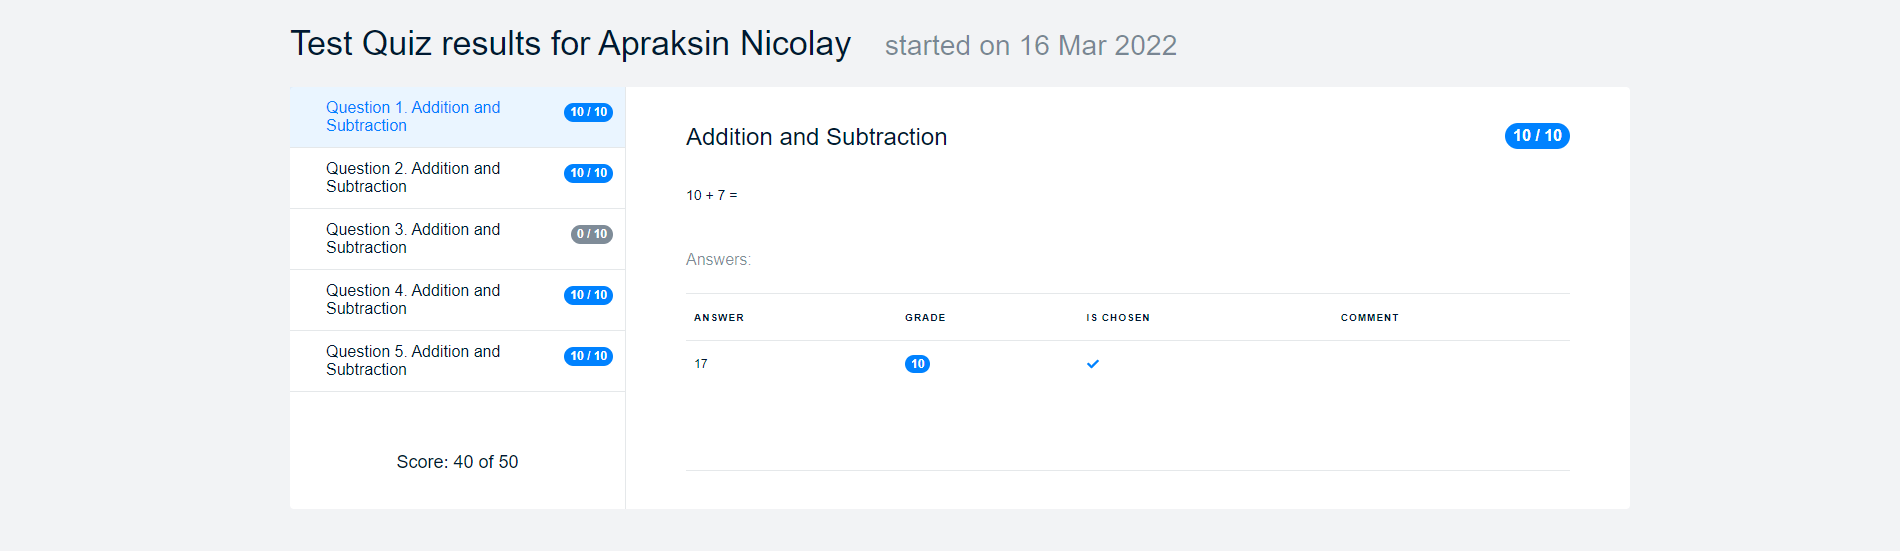 Test Quiz results for Apraksin Nicolay started on 16 Mar 2022
Question 1. Addition and
Subtraction
10 / 10
Question 2. Addition and
Subtraction
10 / 10
Question 3. Addition and
Subtraction
0 / 10
Question 4. Addition and
Subtraction
10 / 10
Question 5. Addition and
Subtraction
10 / 10
Score: 40 of 50
Addition and Subtraction
10 / 10
10 + 7 =
Answers:
ANSWER GRADE IS CHOSEN COMMENT
17 10